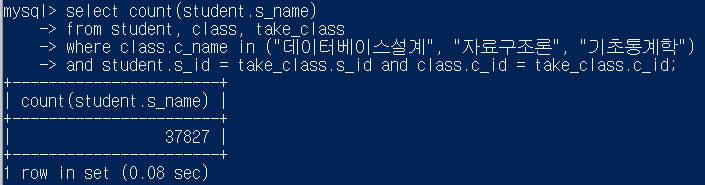 mysql> select count(student.s_name)
    -> from student, class, take_class
    -> where class.c_name in ("데이터베이스설계", "자료구조론", "기초통계학")
    -> and student.s_id = take_class.s_id and class.c_id = take_class.c_id;
+-----------------------+
| count(student.s_name) |
+-----------------------+
|                 37827 |
+-----------------------+
1 row in set (0.08 sec)